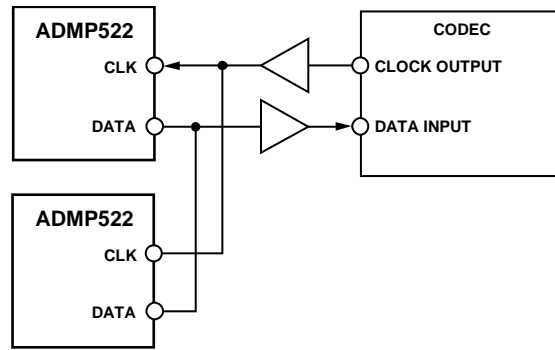 ADMP522
CLK
DATA
CODEC
CLOCK OUTPUT
DATA INPUT
ADMP522
CLK
DATA